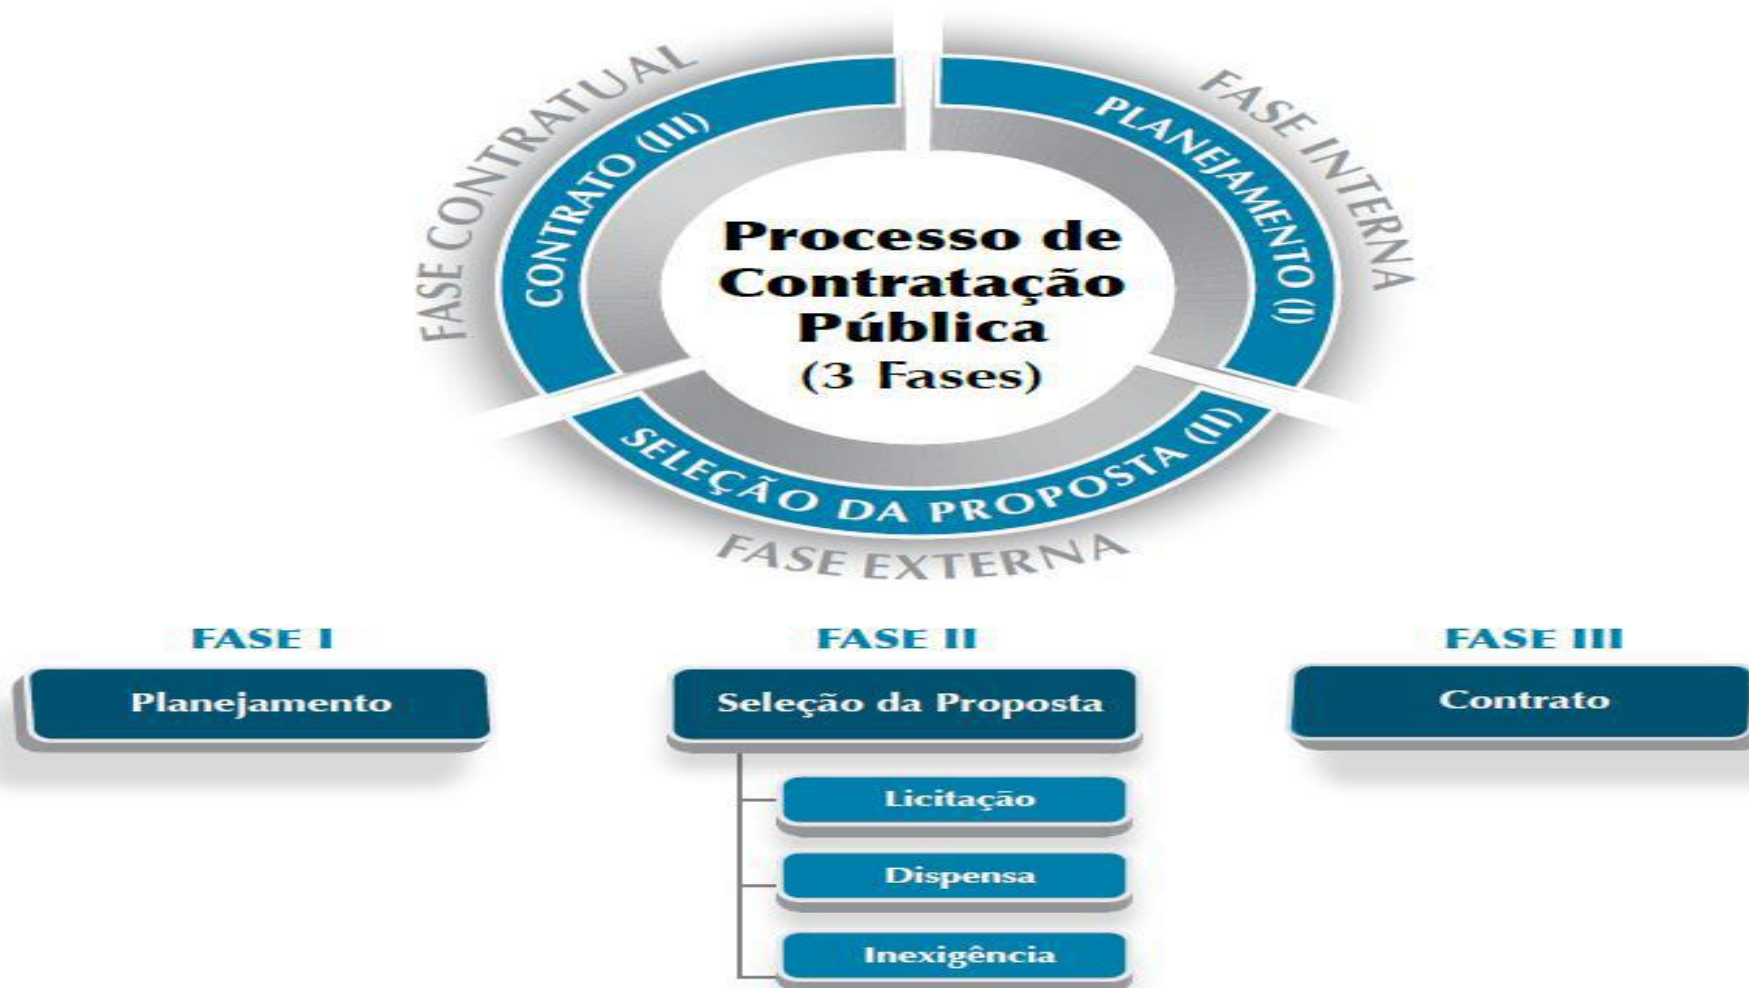 FASE CONTRATUAL
CONTRATO (III)
PLANEJAMENTO (I)
FASE INTERNA
Processo de
Contratação
Pública
(3 Fases)
SELEÇÃO DA PROPOSTA (II)
FASE EXTERNA
FASE I
FASE II
FASE III
Planejamento
Seleção da Proposta
Contrato
Licitação
Dispensa
Inexigência